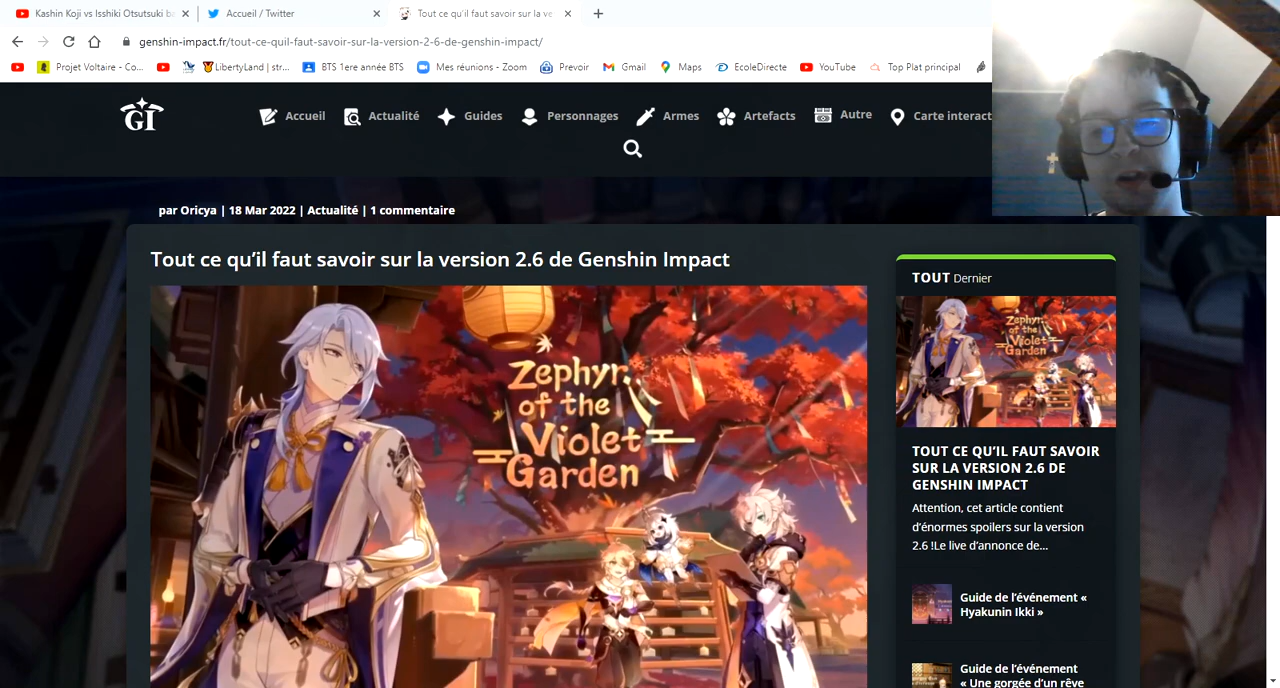 Kashin Koji vs Isshiki Otsutsuki ba
Accueil / Twitter
Tout ce qu'il faut savoir sur la ve
genshin-impact.fr/tout-ce-quil-faut-savoir-sur-la-version-2-6-de-genshin-impact/
Projet Voltaire - Co...
LibertyLand | str...
BTS 1ere année BTS
Mes réunions - Zoom
Prevoir
Gmail
Maps
EcoleDirecte
YouTube
Top Plat principal
GI
Accueil
Actualité
Guides
Personnages
Armes
Artefacts
Autre
Carte interact
par Oricya | 18 Mar 2022 | Actualité | 1 commentaire
Tout ce qu’il faut savoir sur la version 2.6 de Genshin Impact
Zephyr
of the
Violet
Garden
TOUT Dernier
Zephyr
of the
Violet
Garden
TOUT CE QU’IL FAUT SAVOIR
SUR LA VERSION 2.6 DE
GENSHIN IMPACT
Attention, cet article contient
d’énormes spoilers sur la version
2.6 !Le live d’annonce de...
Guide de l’événement «
Hyakunin Ikki »
Guide de l’événement
« Une gorgée d’un rêve